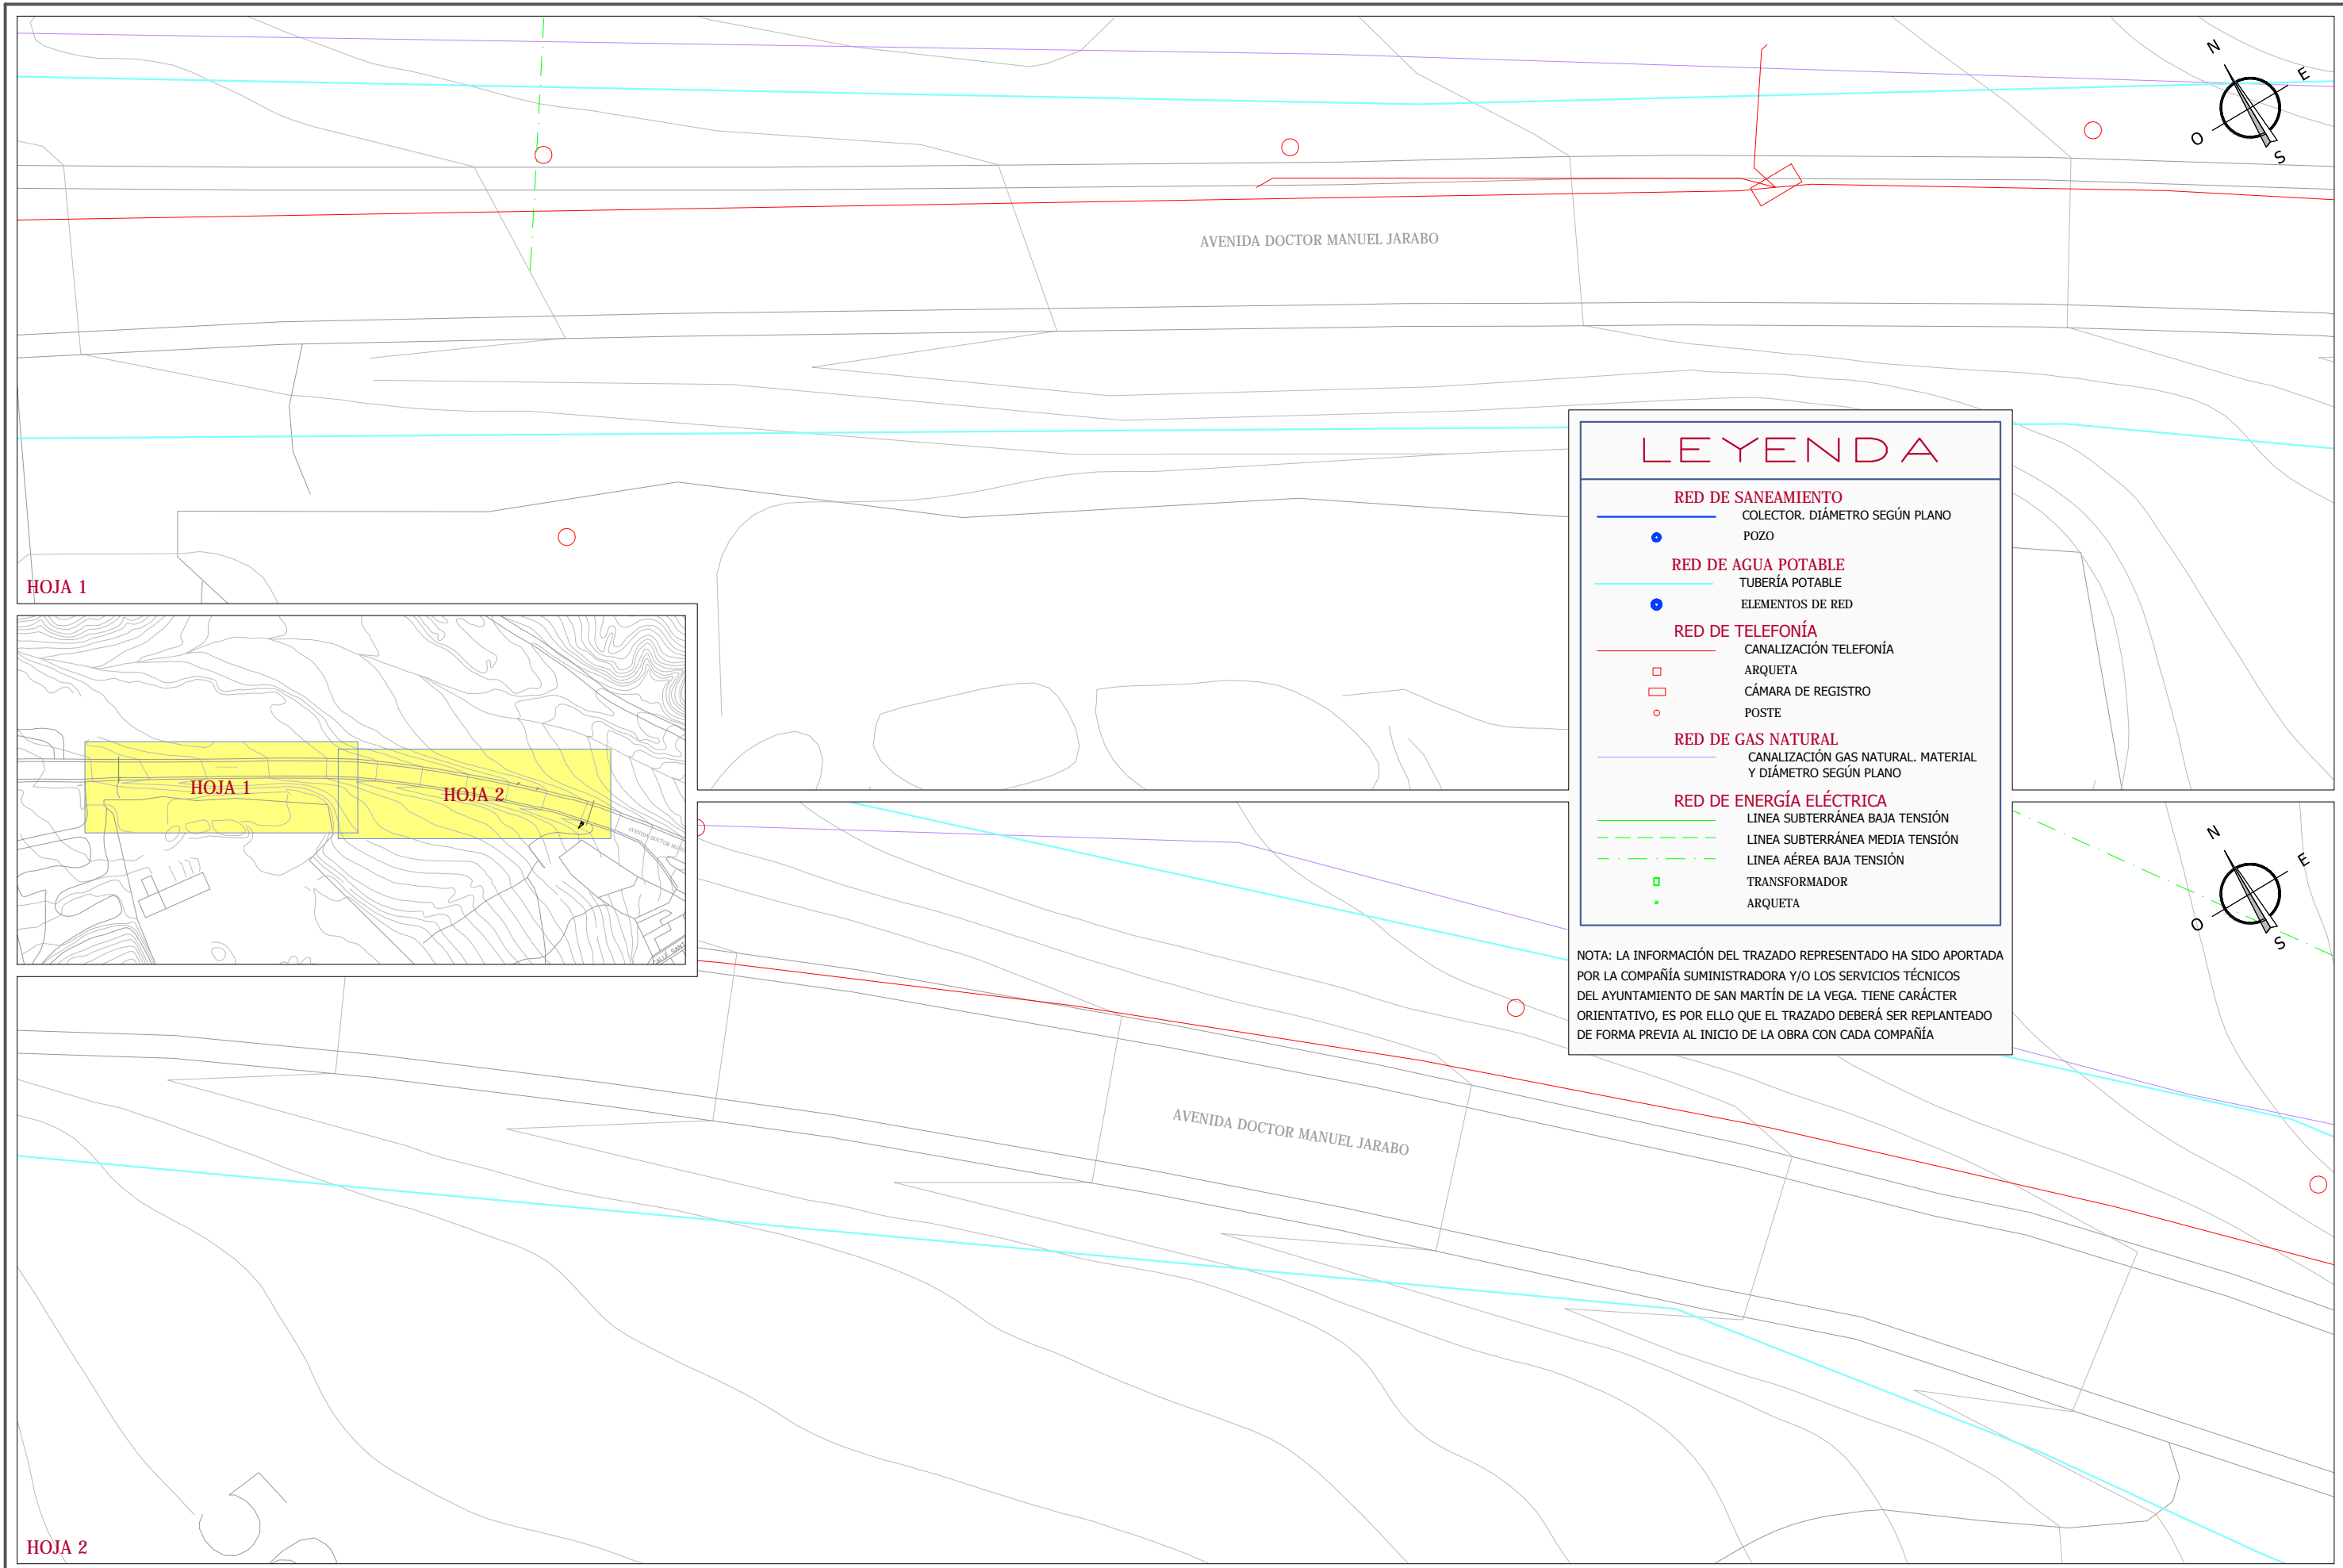 N
E
O
S
AVENIDA DOCTOR MANUEL JARABO
HOJA 1
HOJA 1
HOJA 2
LEYENDA
RED DE SANEAMIENTO
COLECTOR. DIÁMETRO SEGÚN PLANO
POZO
RED DE AGUA POTABLE
TUBERÍA POTABLE
ELEMENTOS DE RED
RED DE TELEFONÍA
CANALIZACIÓN TELEFONÍA
ARQUETA
CÁMARA DE REGISTRO
POSTE
RED DE GAS NATURAL
CANALIZACIÓN GAS NATURAL. MATERIAL
Y DIÁMETRO SEGÚN PLANO
RED DE ENERGÍA ELÉCTRICA
LINEA SUBTERRÁNEA BAJA TENSIÓN
LINEA SUBTERRÁNEA MEDIA TENSIÓN
LINEA AÉREA BAJA TENSIÓN
TRANSFORMADOR
ARQUETA
NOTA: LA INFORMACIÓN DEL TRAZADO REPRESENTADO HA SIDO APORTADA
POR LA COMPAÑÍA SUMINISTRADORA Y/O LOS SERVICIOS TÉCNICOS
DEL AYUNTAMIENTO DE SAN MARTÍN DE LA VEGA. TIENE CARÁCTER
ORIENTATIVO, ES POR ELLO QUE EL TRAZADO DEBERÁ SER REPLANTEADO
DE FORMA PREVIA AL INICIO DE LA OBRA CON CADA COMPAÑÍA
N
E
O
S
AVENIDA DOCTOR MANUEL JARABO
HOJA 2